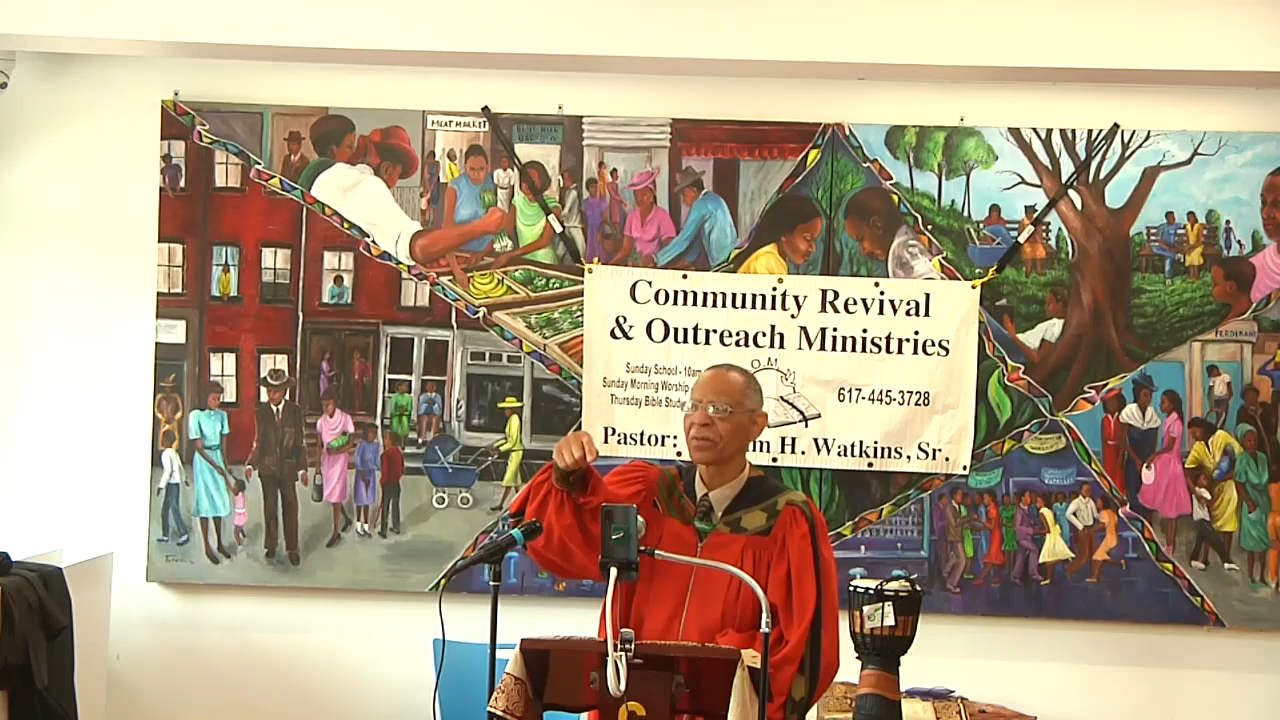 MEAT MARKET
Community Revival
& Outreach Ministries
Sunday School - 10am
Sunday Morning Worship
Thursday Bible
O.M.
617-445-3728
Pastor:
H. Watkins, Sr.